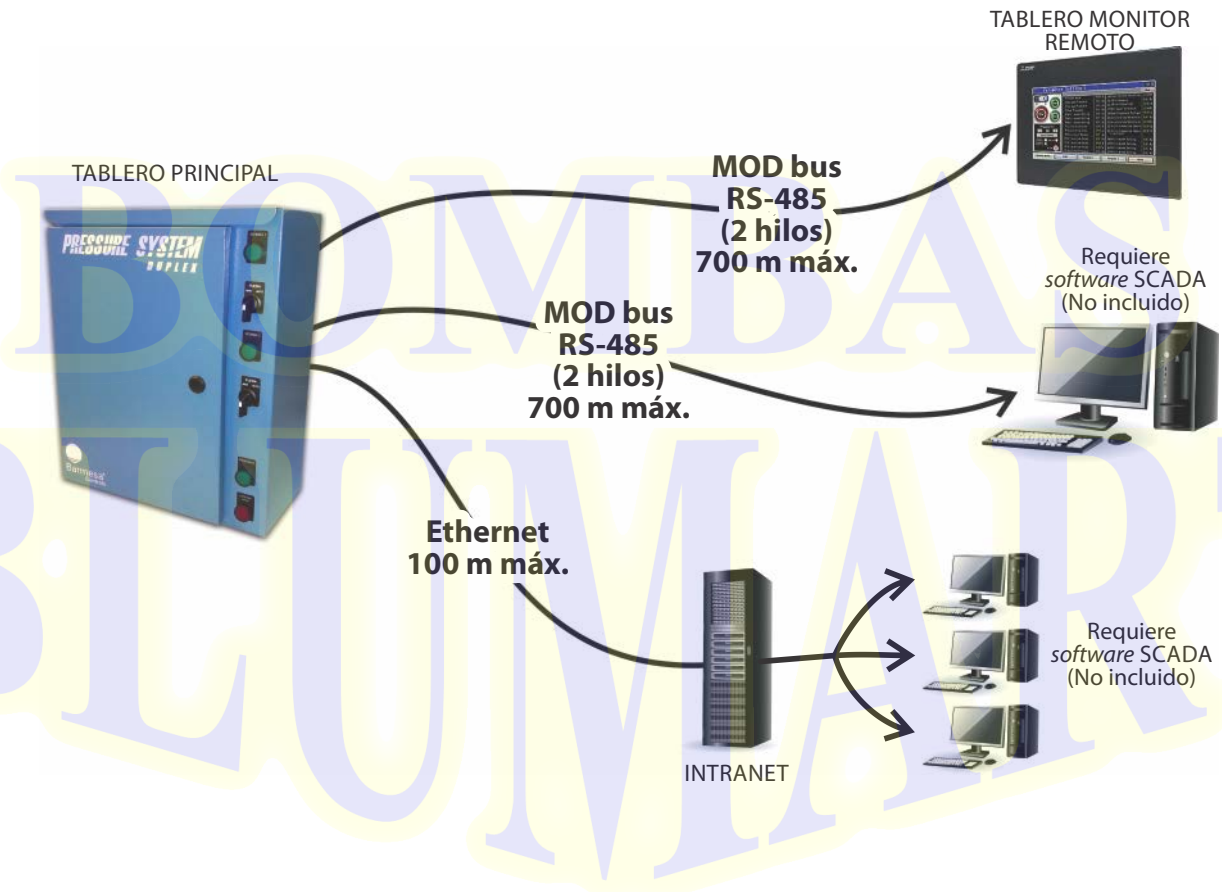 TABLERO MONITOR
REMOTO
TABLERO PRINCIPAL
PRESSURE SYSTEM
DUPLEX
Barmesa
Controls
MOD bus
RS-485
(2 hilos)
700 m máx.
Requiere
software SCADA
(No incluido)
MOD bus
RS-485
(2 hilos)
700 m máx.
Ethernet
100 m máx.
INTRANET
Requiere
software SCADA
(No incluido)
BOMBAS
BLUMAR